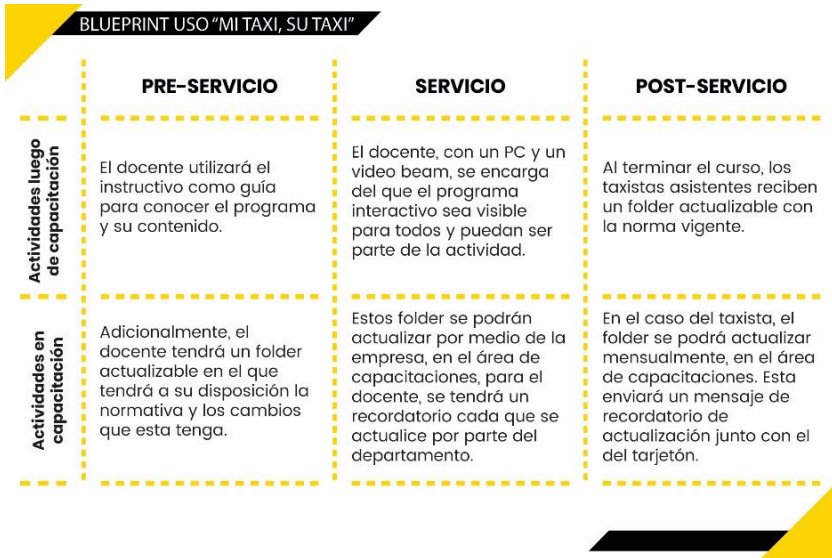 BLUEPRINT USO “MI TAXI, SU TAXI”
PRE-SERVICIO
SERVICIO
POST-SERVICIO
Actividades luego
de capacitación
El docente utilizará el
instructivo como guía
para conocer el programa
y su contenido.
El docente, con un PC y un
video beam, se encarga
del que el programa
interactivo sea visible
para todos y puedan ser
parte de la actividad.
Al terminar el curso, los
taxistas asistentes reciben
un folder actualizable con
la norma vigente.
Actividades en
capacitación
Adicionalmente, el
docente tendrá un folder
actualizable en el que
tendrá a su disposición la
normativa y los cambios
que esta tenga.
Estos folder se podrán
actualizar por medio de la
empresa, en el área de
capacitaciones, para el
docente, se tendrá un
recordatorio cada que se
actualice por parte del
departamento.
En el caso del taxista, el
folder se podrá actualizar
mensualmente, en el área
de capacitaciones. Esta
enviará un mensaje de
recordatorio de
actualización junto con el
del tarjetón.